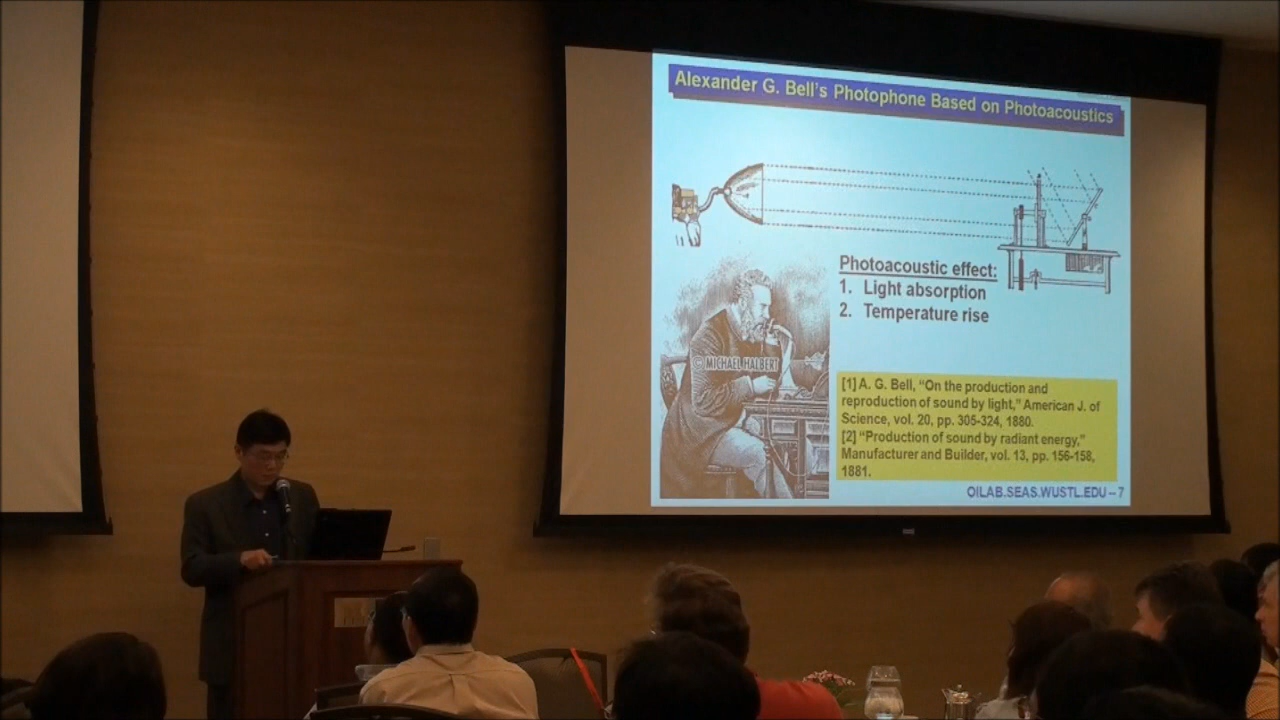 Alexander G. Bell's Photophone Based on Photoacoustics
Photoacoustic effect:
1. Light absorption
2. Temperature rise
© MICHAEL HALBERT
[1] A. G. Bell, "On the production and
reproduction of sound by light," American J. of
Science, vol. 20, pp. 305-324, 1880.
[2] "Production of sound by radiant energy,"
Manufacturer and Builder, vol. 13, pp. 156-158,
1881.
OILAB.SEAS.WUSTL.EDU – 7